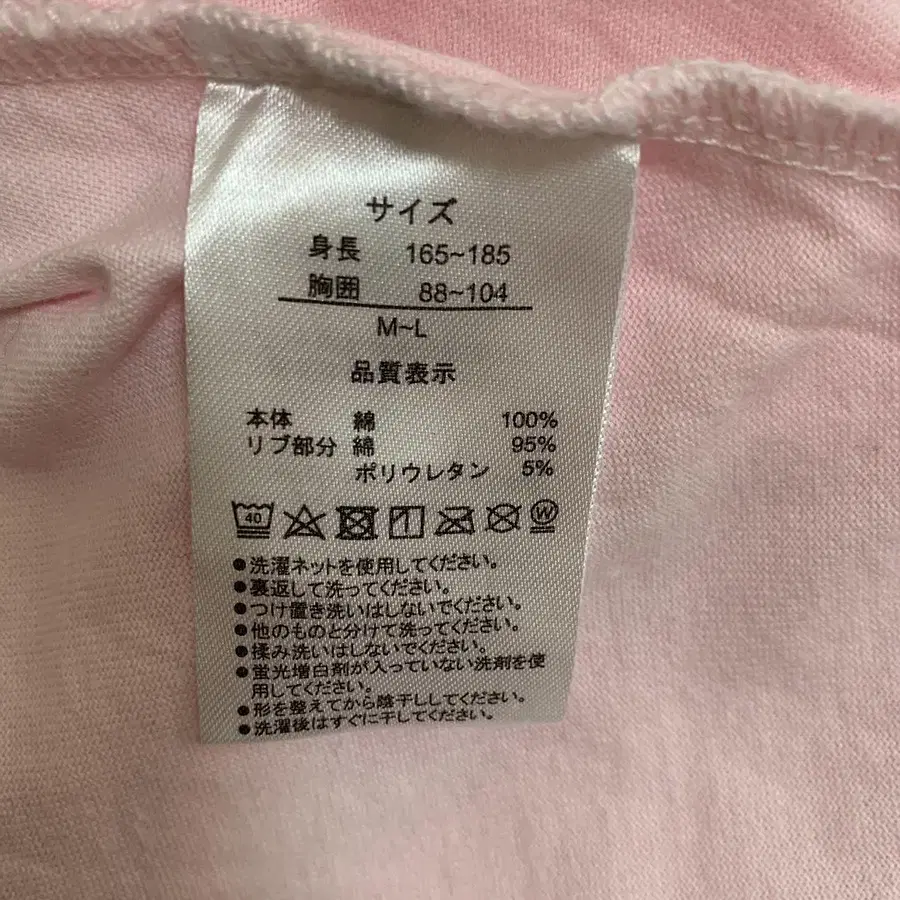 サイズ
身長 165~185
胸囲 88~104
M~L
品質表示
本体 綿 100%
リブ部分 綿 95%
ポリウレタン 5%
40 W
●洗濯ネットを使用してください。
●裏返して洗ってください。
●つけ置き洗いはしないでください。
●他のものと分けて洗ってください。
●揉み洗いはしないでください。
●蛍光増白剤が入っていない洗剤を使
用してください。
●形を整えてから陰干ししてください。
●洗濯後はすぐに干してください。